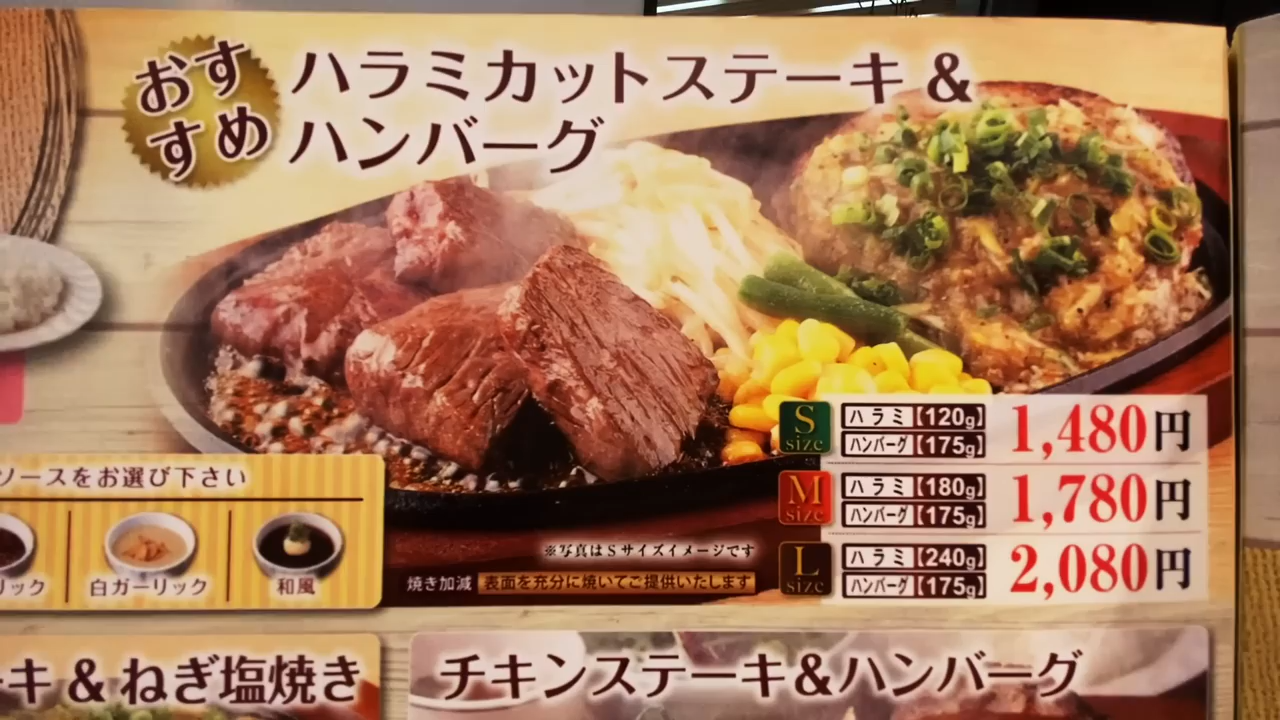 おすすめ
ハラミカットステーキ &
ハンバーグ
S size ハラミ【120g】 ハンバーグ【175g】 1,480円
M size ハラミ【180g】 ハンバーグ【175g】 1,780円
L size ハラミ【240g】 ハンバーグ【175g】 2,080円
※写真はSサイズイメージです
焼き加減 表面を充分に焼いてご提供いたします
ソースをお選び下さい
リック
白ガーリック
和風
ーキ & ねぎ塩焼き
チキンステーキ&ハンバーグ